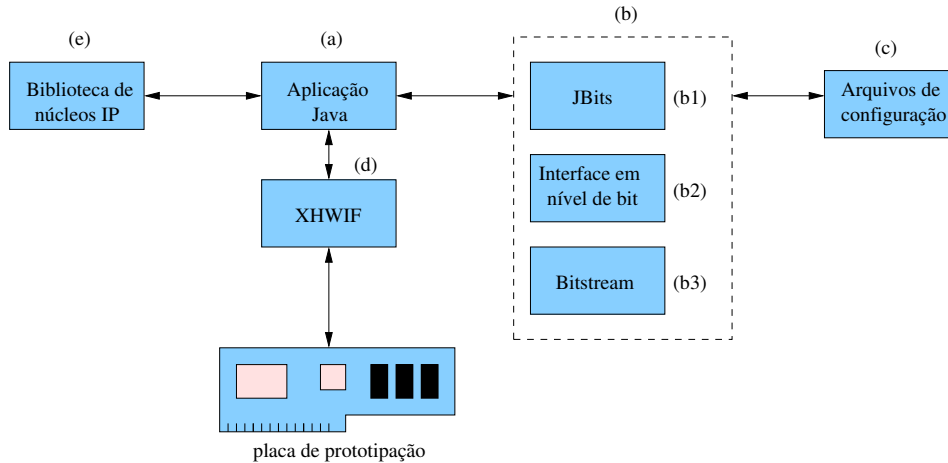 (b)
(e)
(a)
(c)
Biblioteca de
núcleos IP
Aplicação
Java
JBits
(b1)
Arquivos de
configuração
(d)
XHWIF
Interface em
nível de bit
(b2)
Bitstream
(b3)
placa de prototipação